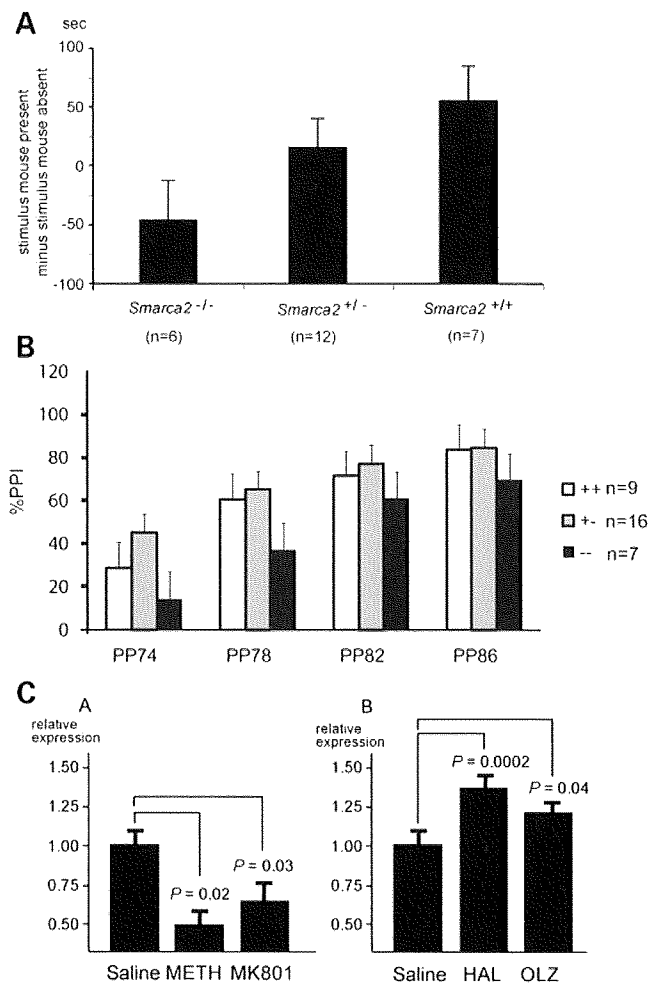 A
sec
stimulus mouse present
minus stimulus mouse absent
100
50
0
-50
-100
Smarca2 -/-
Smarca2 +/-
Smarca2 +/+
(n=6)
(n=12)
(n=7)
B
%PPI
120
100
80
60
40
20
0
PP74
PP78
PP82
PP86
++ n=9
+- n=16
-- n=7
C
A
relative
expression
1.50
1.25
1.00
0.75
0.50
P = 0.02
P = 0.03
Saline METH MK801
B
relative
expression
1.50
1.25
1.00
0.75
0.50
P = 0.0002
P = 0.04
Saline HAL OLZ